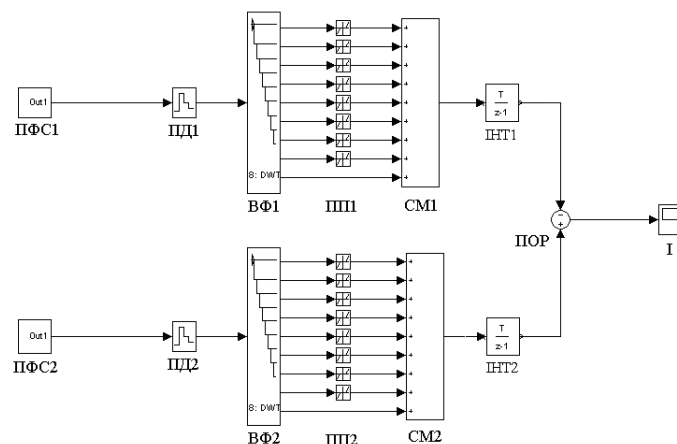 Out1
ПФС1
ПД1
8: DWT
ВФ1
ПП1
+
+
+
+
+
+
+
+
+
СМ1
T
z-1
ІНТ1
−
+
ПОР
I
Out1
ПФС2
ПД2
8: DWT
ВФ2
ПП2
+
+
+
+
+
+
+
+
+
СМ2
T
z-1
ІНТ2